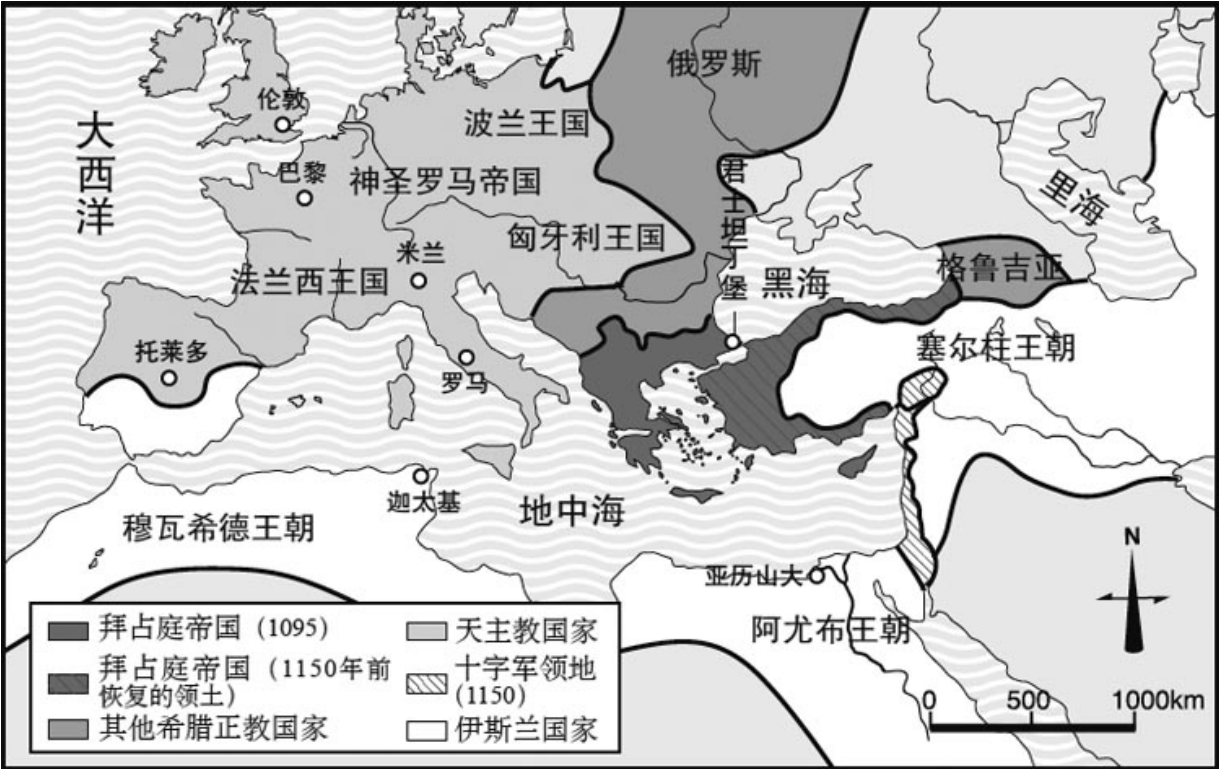 俄罗斯
伦敦
波兰王国
大西洋
巴黎
神圣罗马帝国
君士坦丁堡
里海
匈牙利王国
米兰
法兰西王国
黑海
格鲁吉亚
托莱多
罗马
塞尔柱王朝
迦太基
地中海
穆瓦希德王朝
亚历山大
阿尤布王朝
N
拜占庭帝国 (1095)
天主教国家
拜占庭帝国 (1150年前
恢复的领土)
十字军领地
(1150)
其他希腊正教国家
伊斯兰国家
0 500 1000km